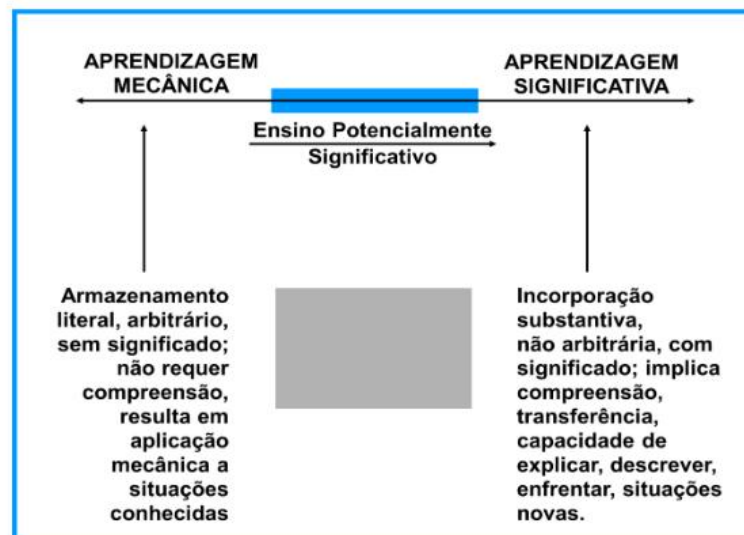 APRENDIZAGEM
MECÂNICA
APRENDIZAGEM
SIGNIFICATIVA
Ensino Potencialmente
Significativo
Armazenamento
literal, arbitrário,
sem significado;
não requer
compreensão,
resulta em
aplicação
mecânica a
situações
conhecidas
Incorporação
substantiva,
não arbitrária, com
significado; implica
compreensão,
transferência,
capacidade de
explicar, descrever,
enfrentar, situações
novas.